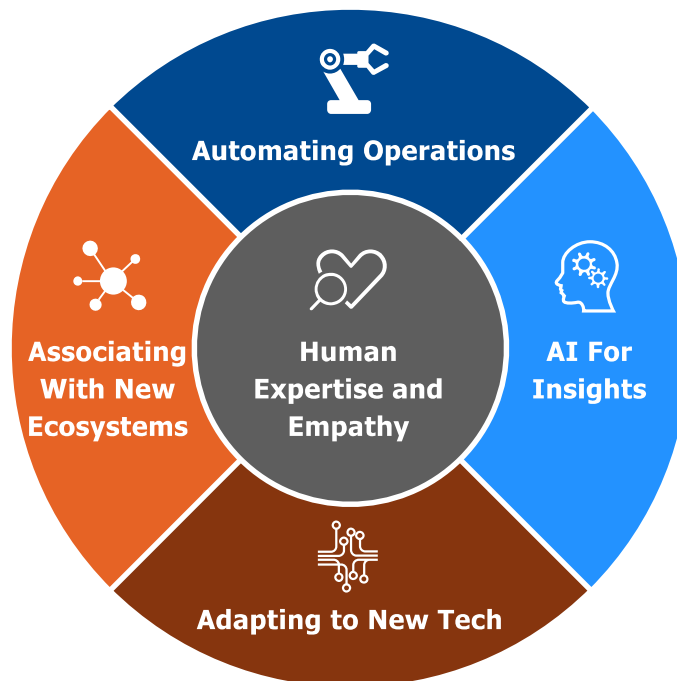 Automating Operations
Associating
With New
Ecosystems
Human
Expertise and
Empathy
AI For
Insights
Adapting to New Tech